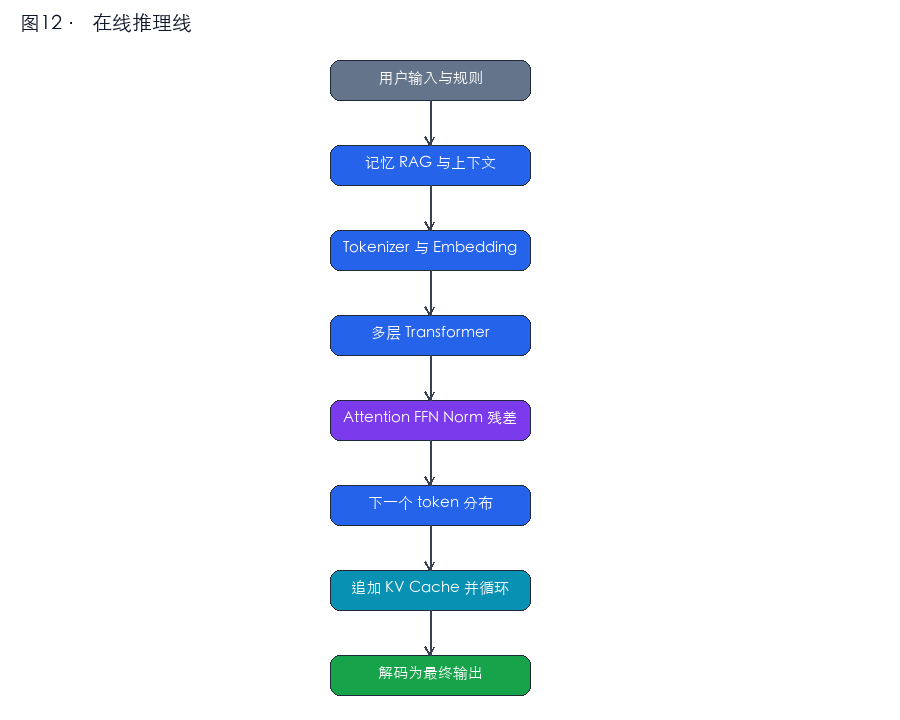 图12 · 在线推理线
用户输入与规则
记忆 RAG 与上下文
Tokenizer 与 Embedding
多层 Transformer
Attention FFN Norm 残差
下一个 token 分布
追加 KV Cache 并循环
解码为最终输出